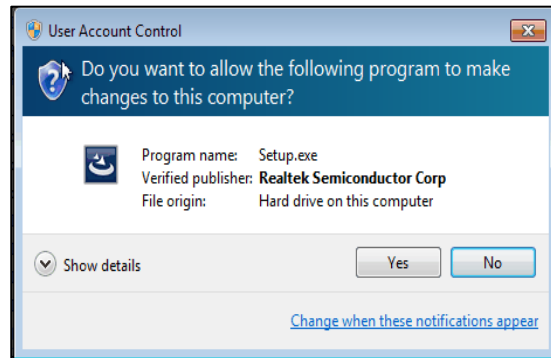 User Account Control
Do you want to allow the following program to make
changes to this computer?
Program name: Setup.exe
Verified publisher: Realtek Semiconductor Corp
File origin: Hard drive on this computer
Show details
Yes
No
Change when these notifications appear